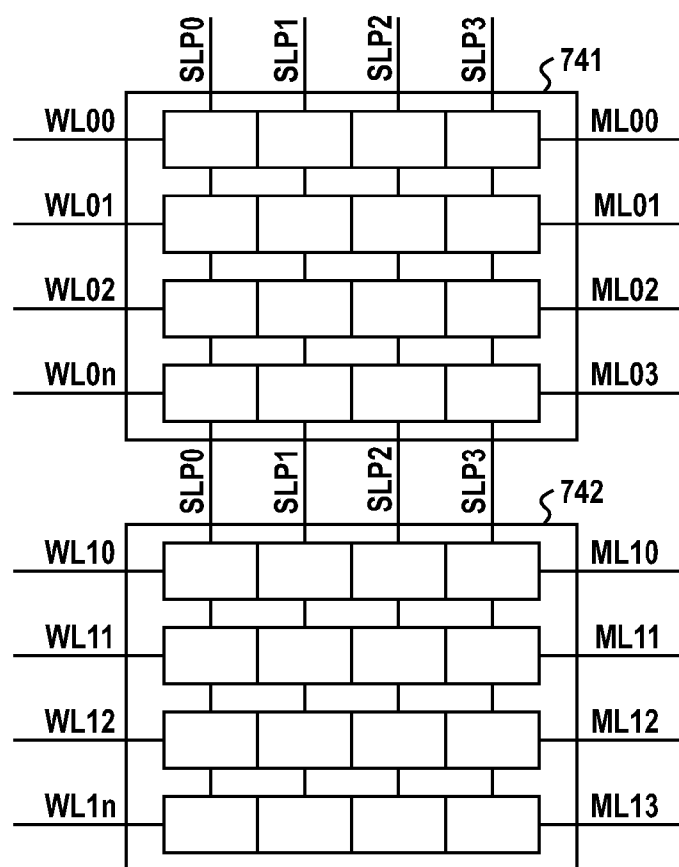 SLP0 SLP1 SLP2 SLP3
741
WL00 ML00
WL01 ML01
WL02 ML02
WL0n ML03
SLP0 SLP1 SLP2 SLP3
742
WL10 ML10
WL11 ML11
WL12 ML12
WL1n ML13